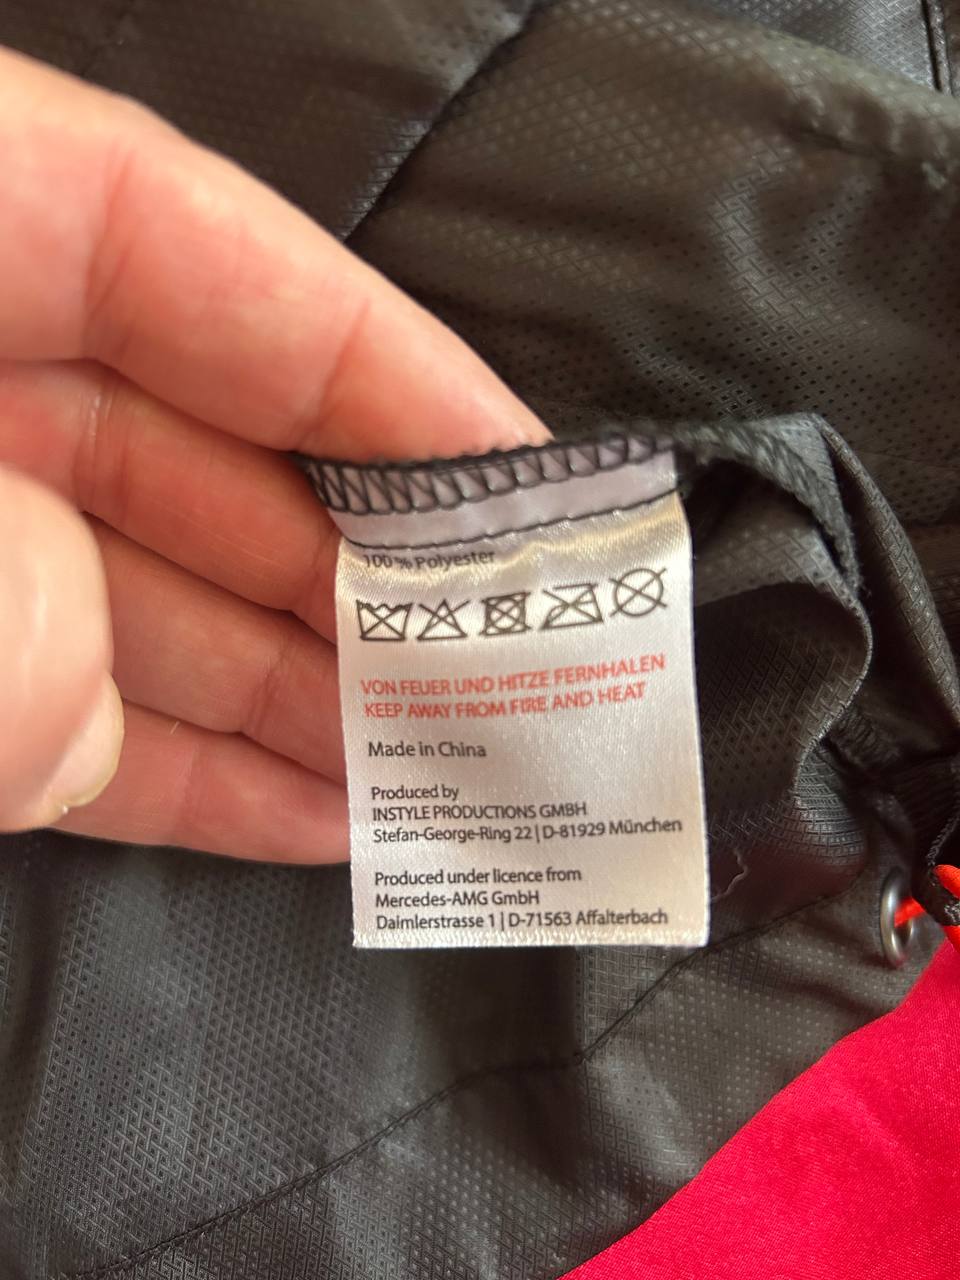 100 % Polyester
VON FEUER UND HITZE FERNHALEN
KEEP AWAY FROM FIRE AND HEAT
Made in China
Produced by
INSTYLE PRODUCTIONS GMBH
Stefan-George-Ring 22 | D-81929 München
Produced under licence from
Mercedes-AMG GmbH
Daimlerstrasse 1 | D-71563 Affalterbach